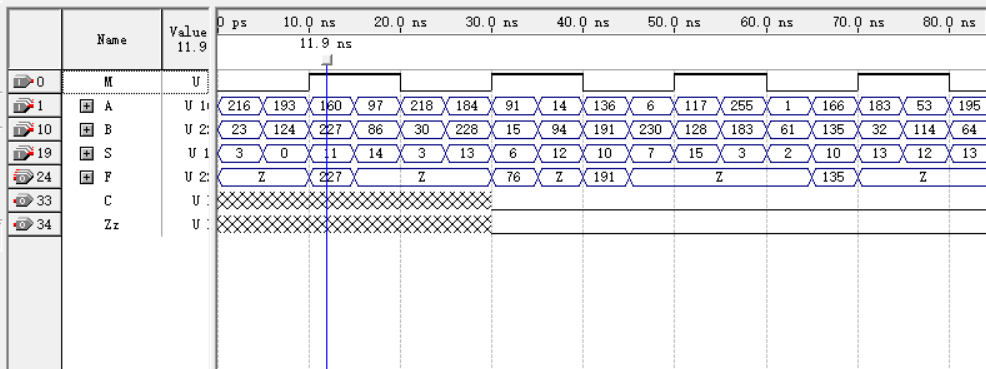 Name Value 11.9 0 ps 10.0 ns 20.0 ns 30.0 ns 40.0 ns 50.0 ns 60.0 ns 70.0 ns 80.0 ns
11.9 ns
0 M U
1 A U 1 216 193 160 97 218 184 91 14 136 6 117 255 1 166 183 53 195
10 B U 2 23 124 227 86 30 228 15 94 191 230 128 183 61 135 32 114 64
19 S U 1 3 0 11 14 3 13 6 12 10 7 15 3 2 10 13 12 13
24 F U 2 Z 227 Z 76 Z 191 Z 135 Z
33 C U
34 Zz U